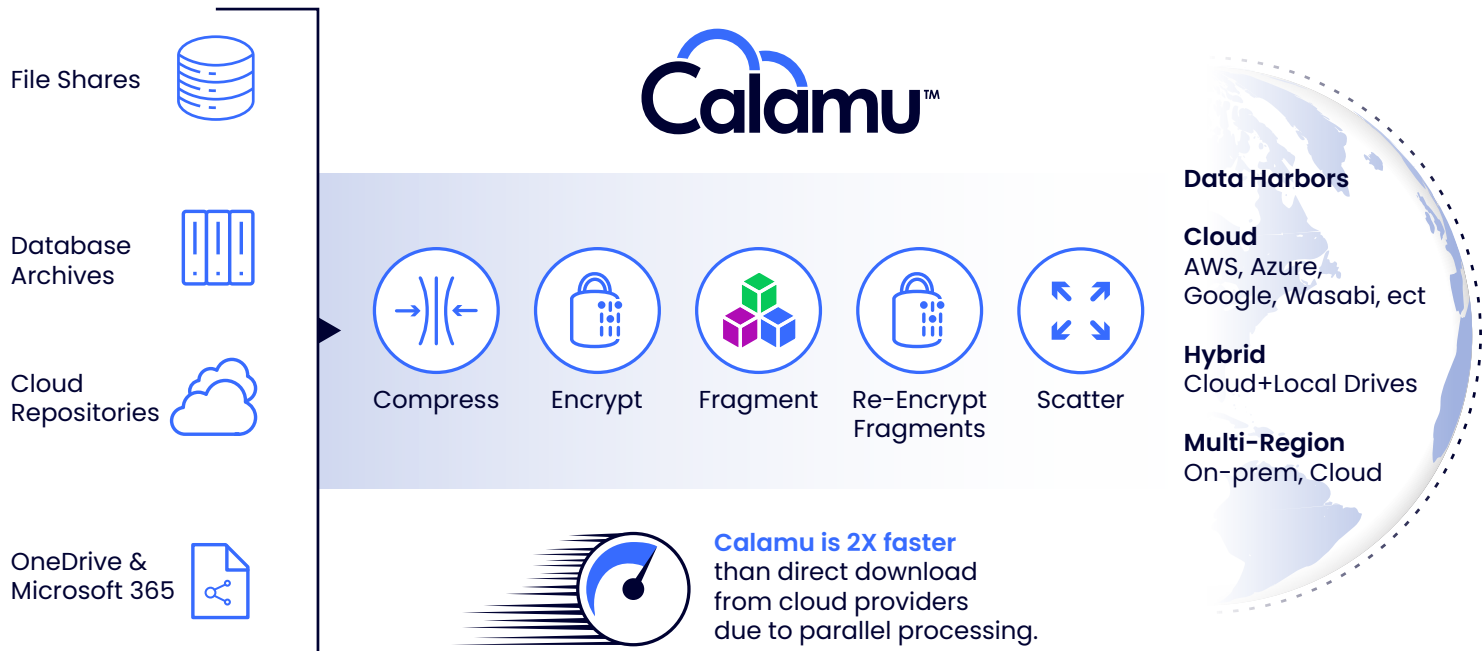 File Shares
Database
Archives
Cloud
Repositories
OneDrive &
Microsoft 365
Calamu™
Compress
Encrypt
Fragment
Re-Encrypt
Fragments
Scatter
Calamu is 2X faster
than direct download
from cloud providers
due to parallel processing.
Data Harbors
Cloud
AWS, Azure,
Google, Wasabi, ect
Hybrid
Cloud+Local Drives
Multi-Region
On-prem, Cloud